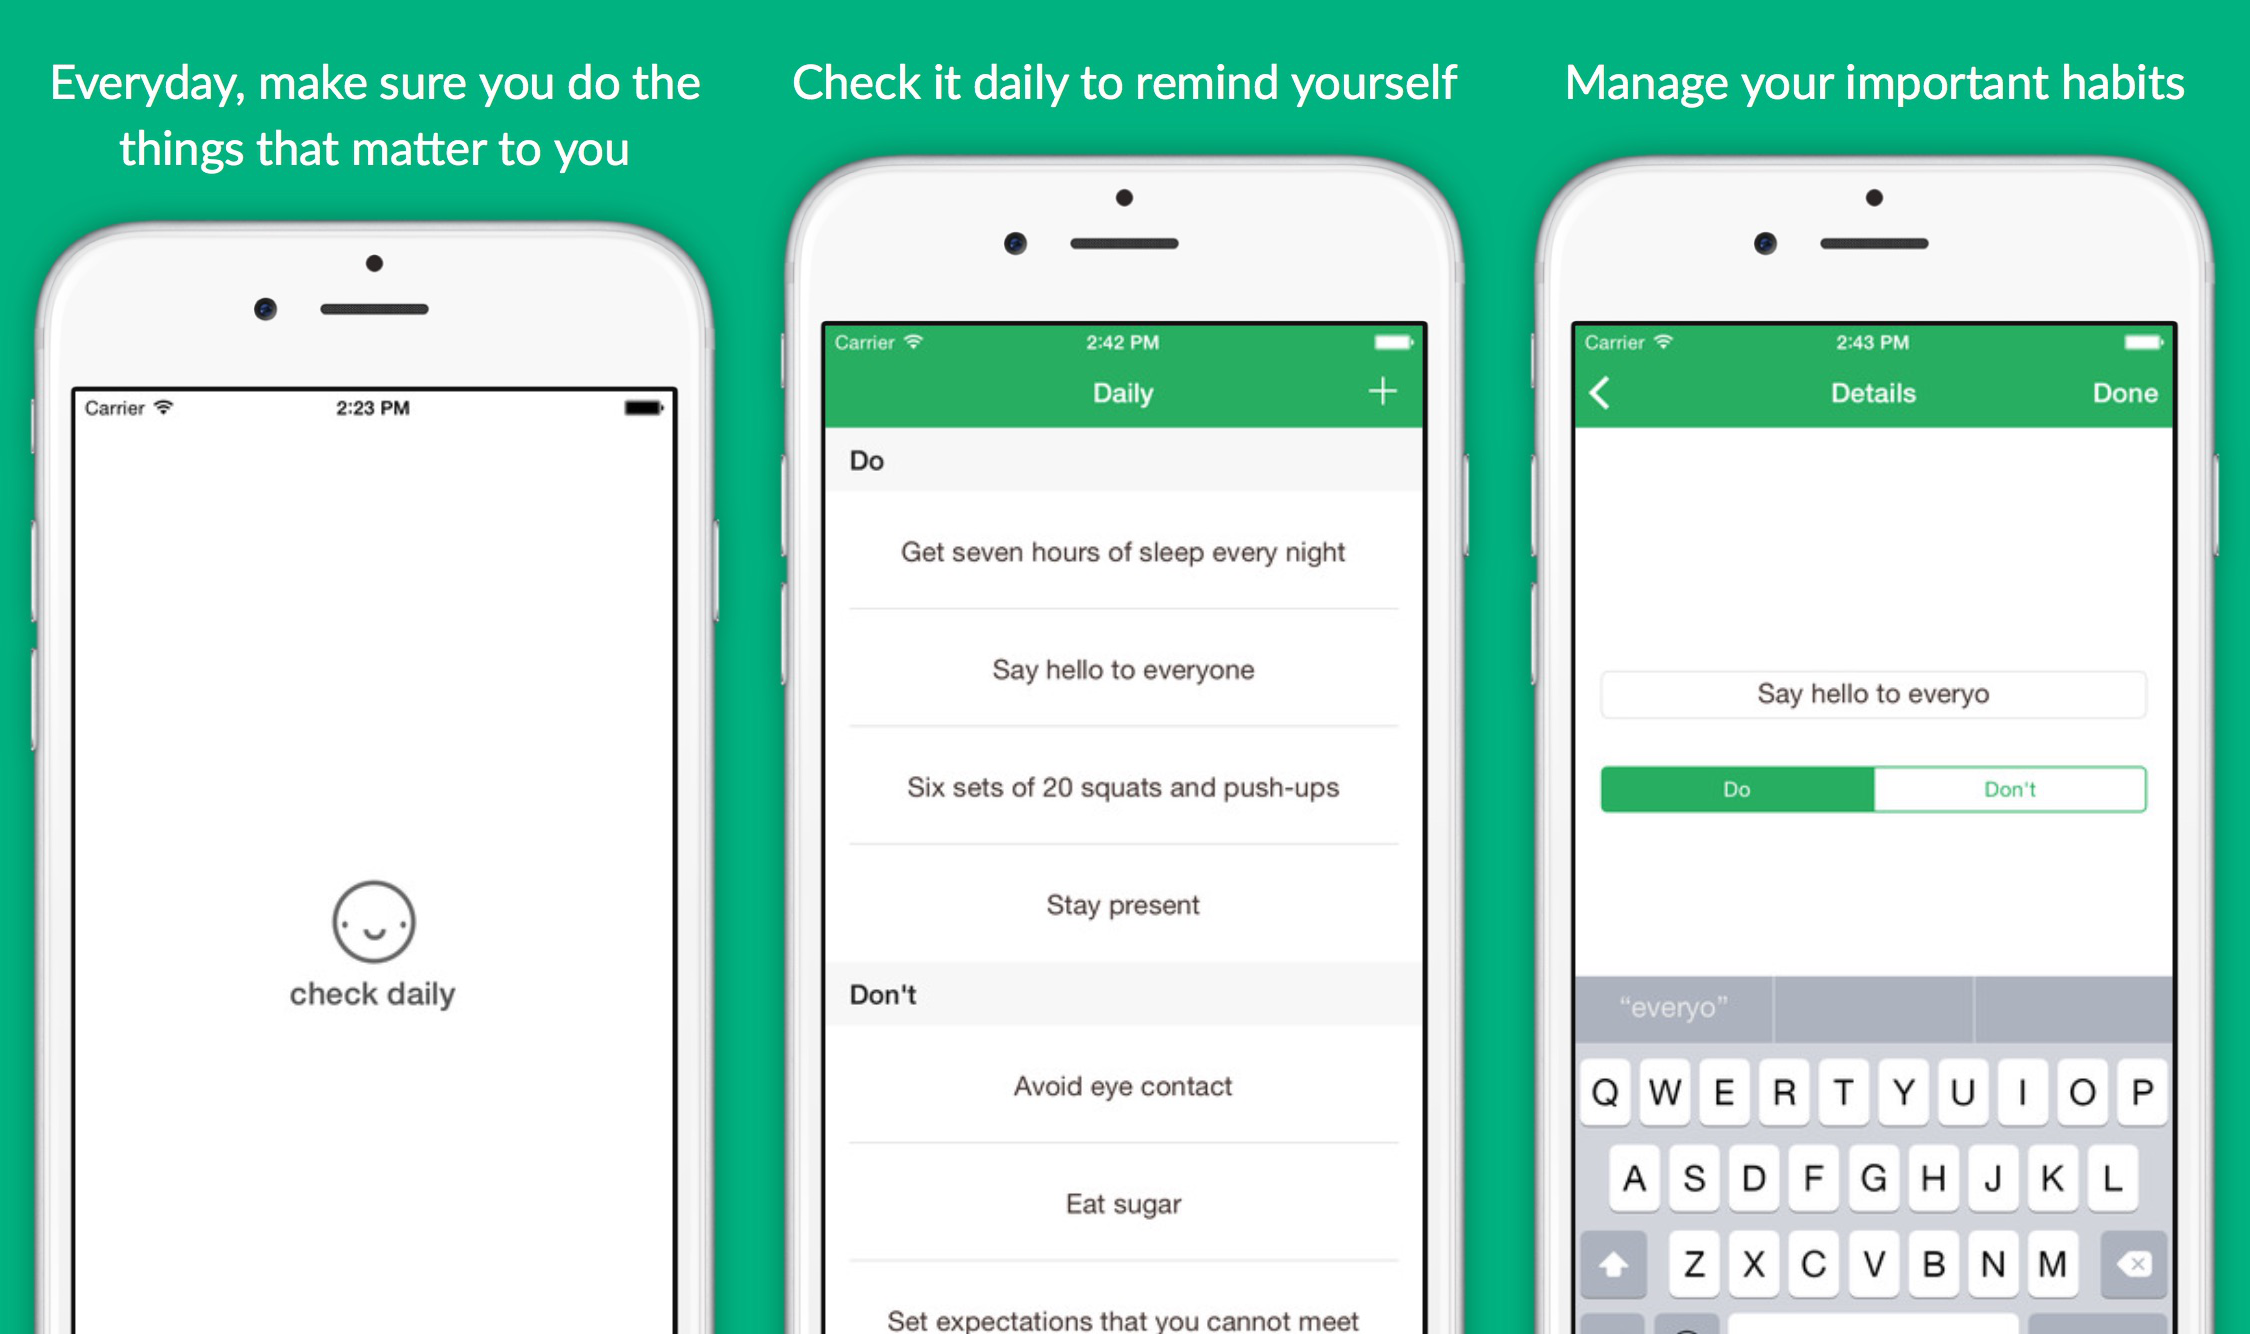 Everyday, make sure you do the
things that matter to you
Carrier
2:23 PM
check daily
Check it daily to remind yourself
Carrier
2:42 PM
Daily
+
Do
Get seven hours of sleep every night
Say hello to everyone
Six sets of 20 squats and push-ups
Stay present
Don't
Avoid eye contact
Eat sugar
Set expectations that you cannot meet
Manage your important habits
Carrier
2:43 PM
Details
Done
Say hello to everyo
Do
Don't
“everyo”
Q W E R T Y U I O P
A S D F G H J K L
Z X C V B N M